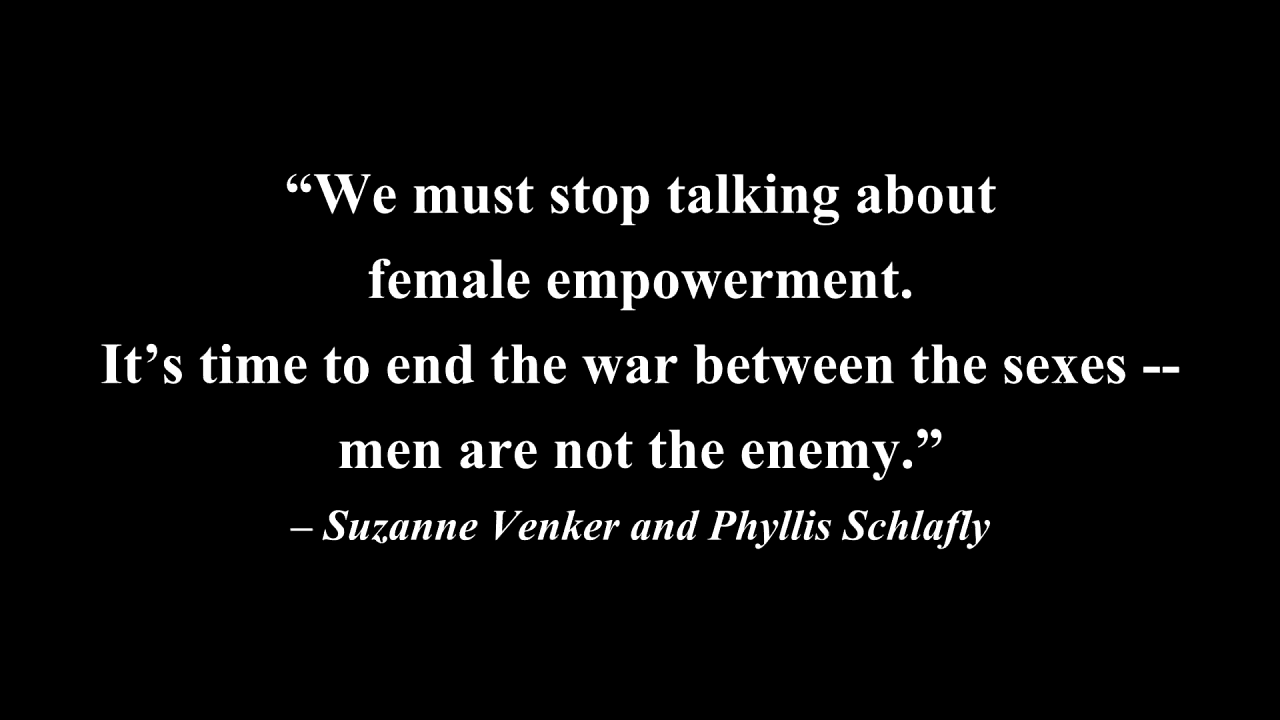 “We must stop talking about
female empowerment.
It’s time to end the war between the sexes --
men are not the enemy.”
– Suzanne Venker and Phyllis Schlafly